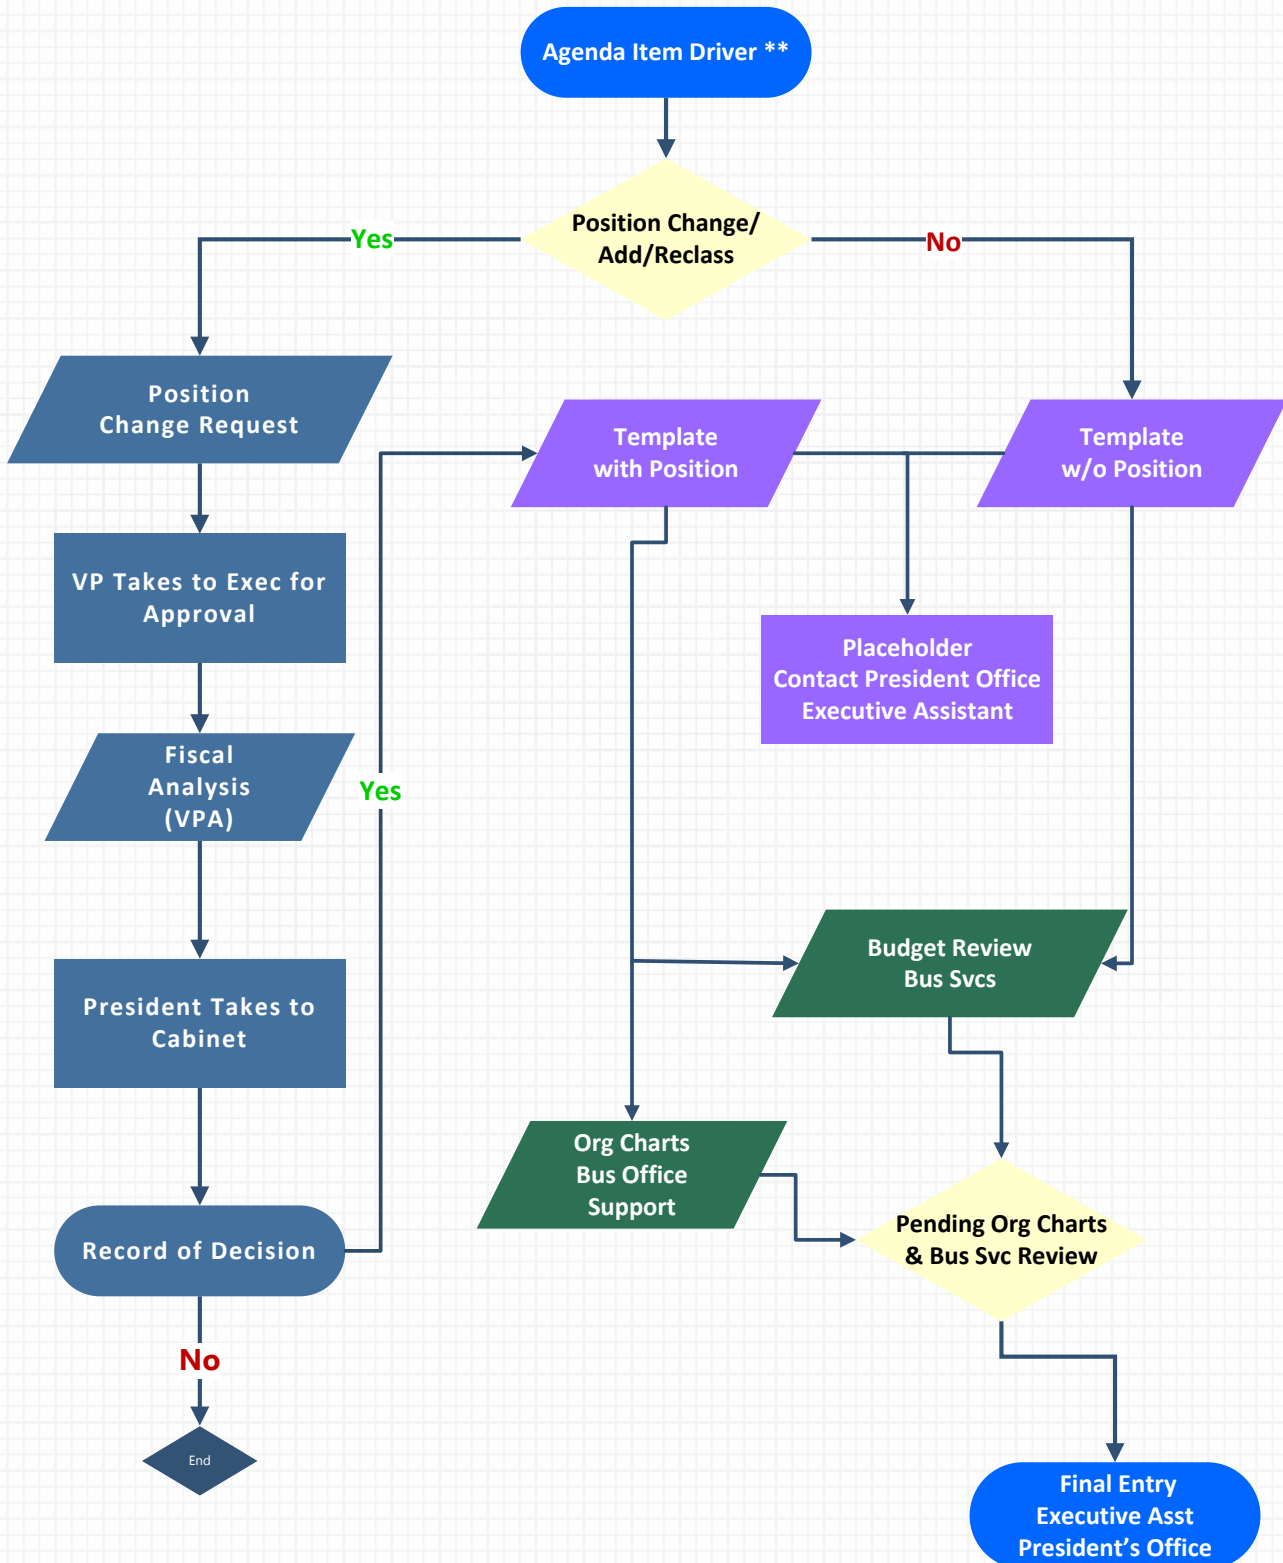 Agenda Item Driver **
Position Change/
Add/Reclass
Yes
No
Position
Change Request
Template
with Position
Template
w/o Position
VP Takes to Exec for
Approval
Placeholder
Contact President Office
Executive Assistant
Fiscal
Analysis
(VPA)
Yes
Budget Review
Bus Svcs
President Takes to
Cabinet
Org Charts
Bus Office
Support
Pending Org Charts
& Bus Svc Review
Record of Decision
No
End
Final Entry
Executive Asst
President’s Office